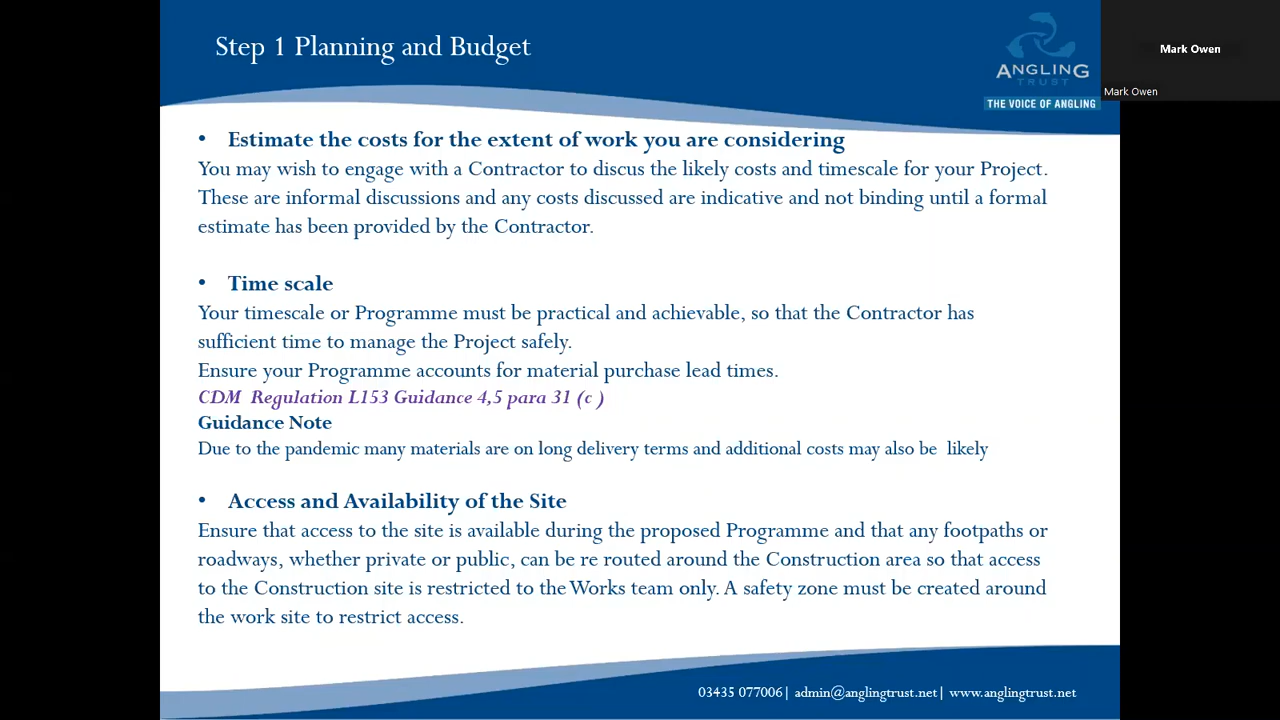 Step 1 Planning and Budget
ANGLING
TRUST
THE VOICE OF ANGLING
Mark Owen
Mark Owen
• Estimate the costs for the extent of work you are considering
You may wish to engage with a Contractor to discus the likely costs and timescale for your Project.
These are informal discussions and any costs discussed are indicative and not binding until a formal
estimate has been provided by the Contractor.
• Time scale
Your timescale or Programme must be practical and achievable, so that the Contractor has
sufficient time to manage the Project safely.
Ensure your Programme accounts for material purchase lead times.
CDM Regulation L153 Guidance 4,5 para 31 (c )
Guidance Note
Due to the pandemic many materials are on long delivery terms and additional costs may also be likely
• Access and Availability of the Site
Ensure that access to the site is available during the proposed Programme and that any footpaths or
roadways, whether private or public, can be re routed around the Construction area so that access
to the Construction site is restricted to the Works team only. A safety zone must be created around
the work site to restrict access.
03435 077006| admin@anglingtrust.net| www.anglingtrust.net